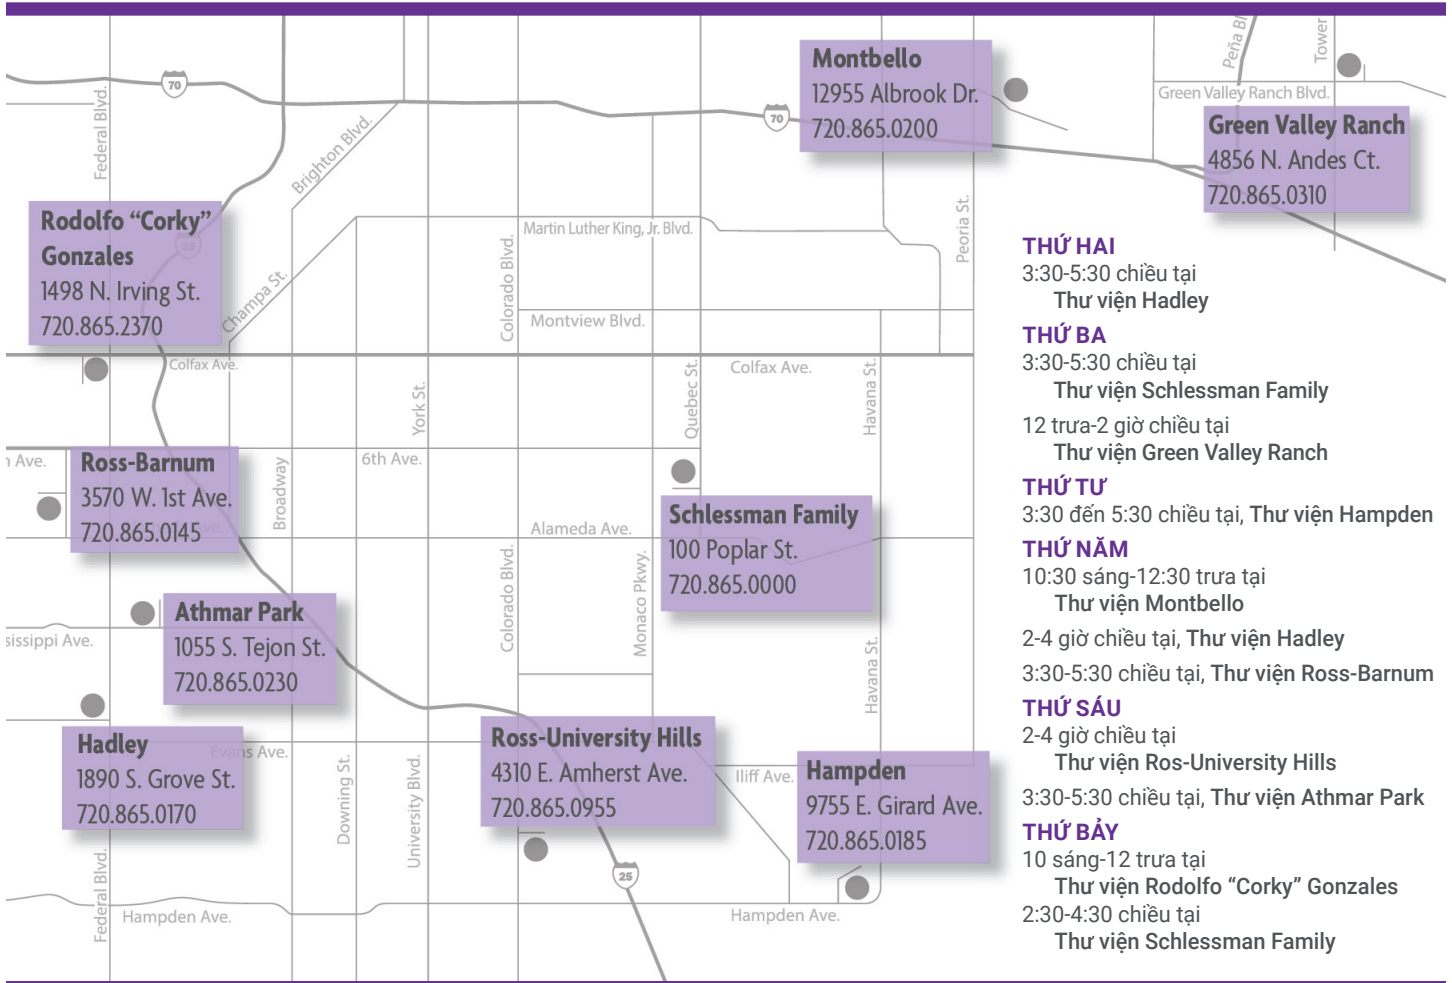 Montbello
12955 Albrook Dr.
720.865.0200
Green Valley Ranch
4856 N. Andes Ct.
720.865.0310
Rodolfo “Corky”
Gonzales
1498 N. Irving St.
720.865.2370
Ross-Barnum
3570 W. 1st Ave.
720.865.0145
Schlessman Family
100 Poplar St.
720.865.0000
Athmar Park
1055 S. Tejon St.
720.865.0230
Hadley
1890 S. Grove St.
720.865.0170
Ross-University Hills
4310 E. Amherst Ave.
720.865.0955
Hampden
9755 E. Girard Ave.
720.865.0185
70
70
25
25
Federal Blvd.
Brighton Blvd.
Champa St.
Colorado Blvd.
Martin Luther King, Jr. Blvd.
Montview Blvd.
Peoria St.
Peña Bl
Tower
Green Valley Ranch Blvd.
Colfax Ave.
Colfax Ave.
York St.
Quebec St.
Havana St.
Ave.
6th Ave.
Broadway
Alameda Ave.
Colorado Blvd.
Monaco Pkwy.
Havana St.
sissippi Ave.
Evans Ave.
Downing St.
University Blvd.
Iliff Ave.
Federal Blvd.
Hampden Ave.
Hampden Ave.
THỨ HAI
3:30-5:30 chiều tại
Thư viện Hadley
THỨ BA
3:30-5:30 chiều tại
Thư viện Schlessman Family
12 trưa-2 giờ chiều tại
Thư viện Green Valley Ranch
THỨ TƯ
3:30 đến 5:30 chiều tại, Thư viện Hampden
THỨ NĂM
10:30 sáng-12:30 trưa tại
Thư viện Montbello
2-4 giờ chiều tại, Thư viện Hadley
3:30-5:30 chiều tại, Thư viện Ross-Barnum
THỨ SÁU
2-4 giờ chiều tại
Thư viện Ros-University Hills
3:30-5:30 chiều tại, Thư viện Athmar Park
THỨ BẢY
10 sáng-12 trưa tại
Thư viện Rodolfo “Corky” Gonzales
2:30-4:30 chiều tại
Thư viện Schlessman Family